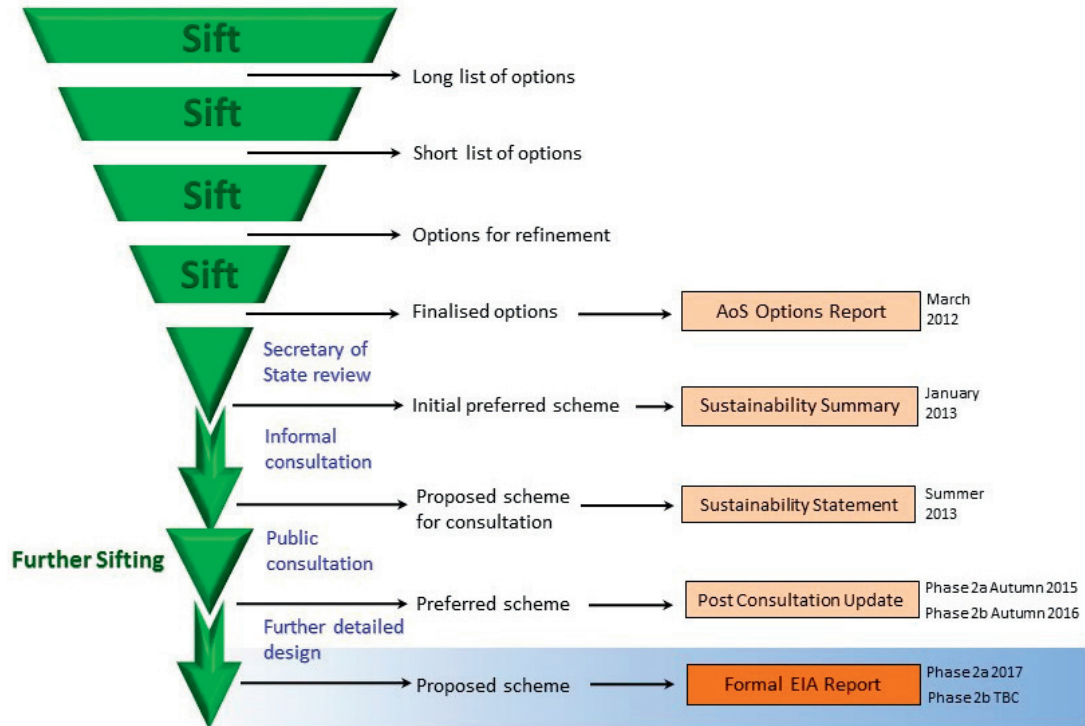 Sift
Long list of options
Sift
Short list of options
Sift
Options for refinement
Sift
Finalised options
AoS Options Report
March
2012
Secretary of
State review
Initial preferred scheme
Sustainability Summary
January
2013
Informal
consultation
Proposed scheme
for consultation
Sustainability Statement
Summer
2013
Further Sifting
Public
consultation
Preferred scheme
Post Consultation Update
Phase 2a Autumn 2015
Phase 2b Autumn 2016
Further detailed
design
Proposed scheme
Formal EIA Report
Phase 2a 2017
Phase 2b TBC